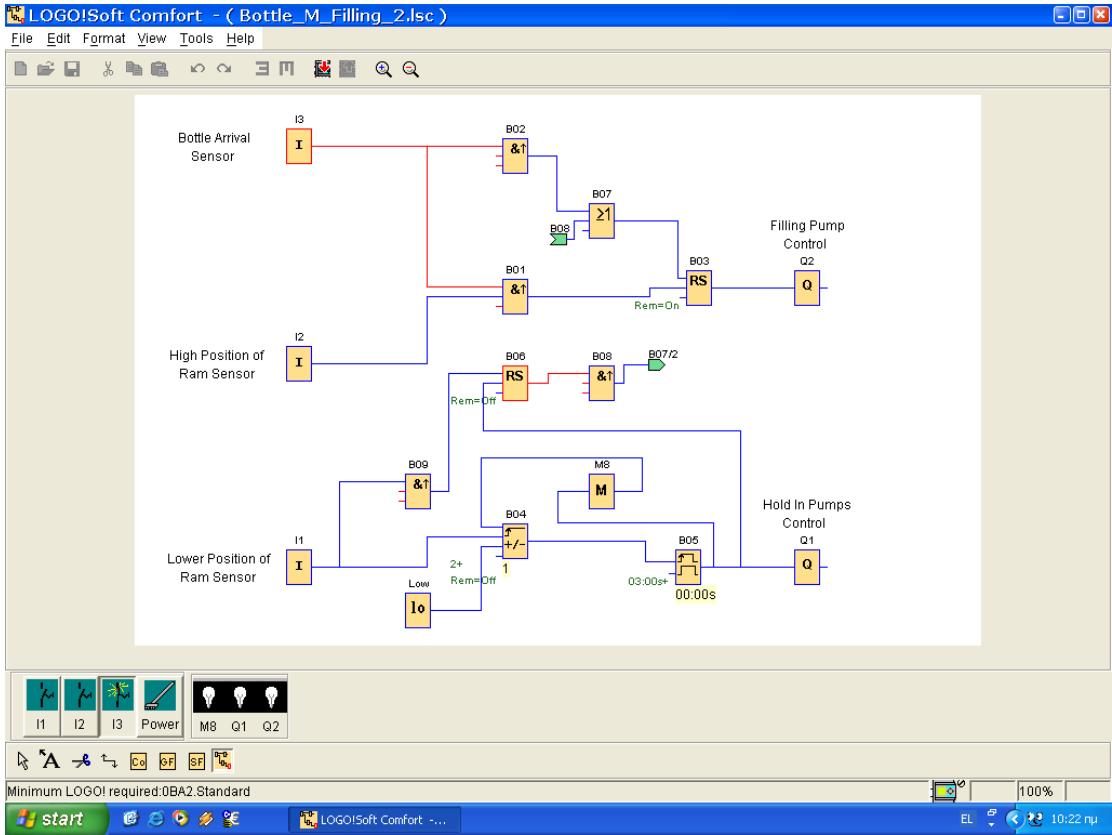 LOGO!Soft Comfort - ( Bottle_M_Filling_2.lsc )
File Edit Format View Tools Help
I3
Bottle Arrival
Sensor
I
B02
&↑
B07
≥1
B08
Filling Pump
Control
Q2
Q
B03
RS
Rem=On
B01
&↑
I2
High Position of
Ram Sensor
I
B06
RS
Rem=Off
B08
&↑
B07/2
B09
&↑
M8
M
Hold In Pumps
Control
Q1
Q
B04
+/-
2+
Rem=Off
1
B05
03:00s+
00:00s
I1
Lower Position of
Ram Sensor
I
Low
lo
I1 I2 I3 Power M8 Q1 Q2
A Co GF SF
Minimum LOGO! required:0BA2.Standard
100%
start
LOGO!Soft Comfort -...
EL
10:22 πμ